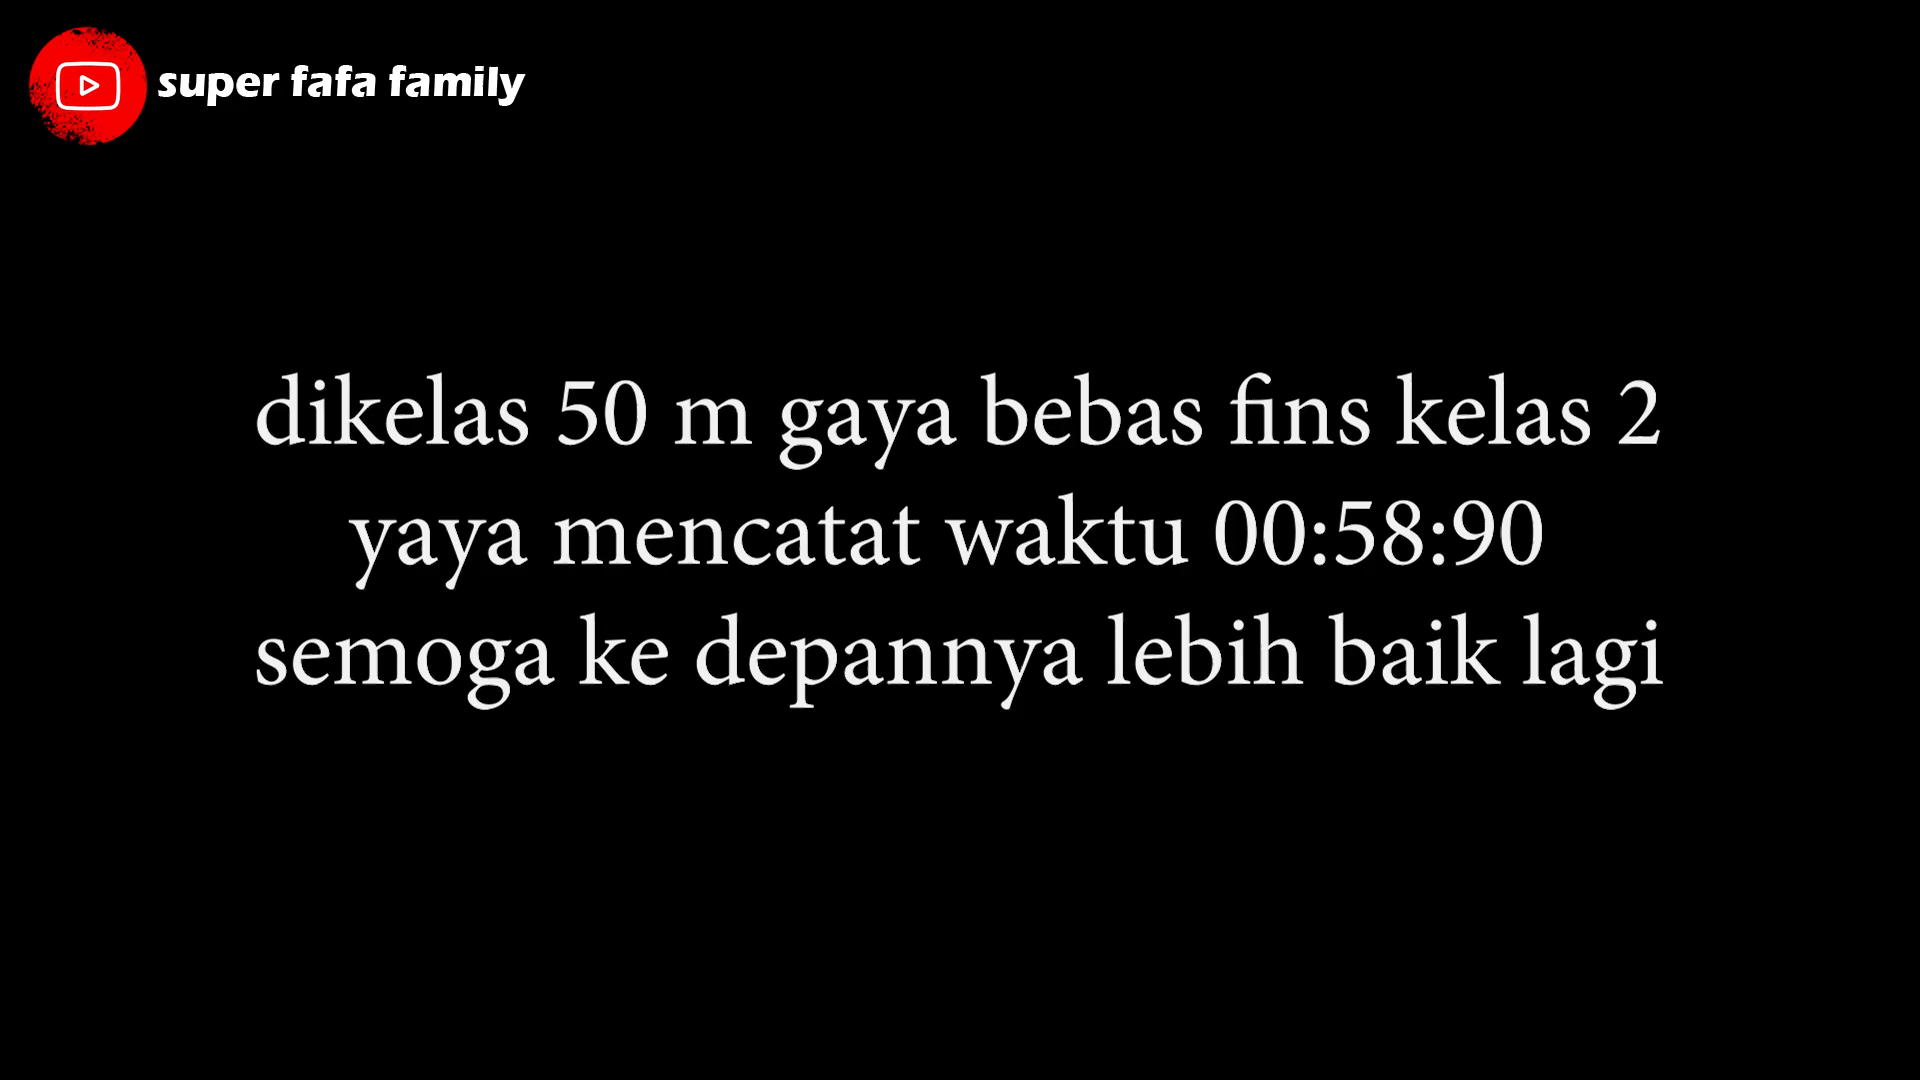 super fafa family
dikelas 50 m gaya bebas fins kelas 2
yaya mencatat waktu 00:58:90
semoga ke depannya lebih baik lagi